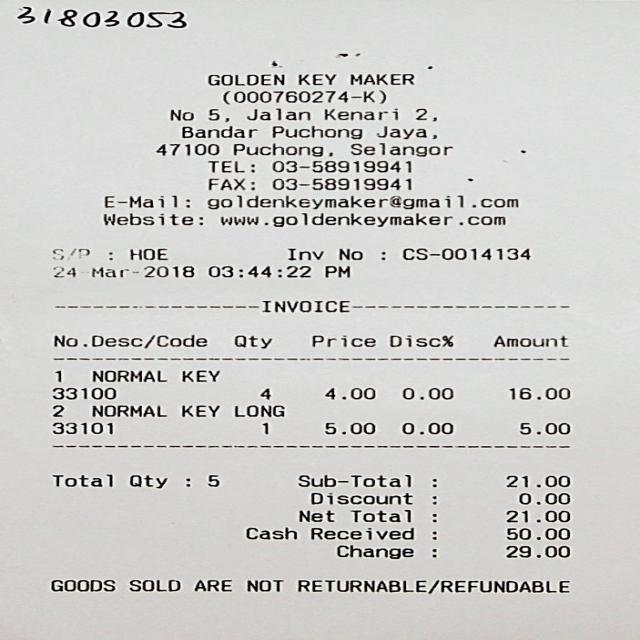 31803053
GOLDEN KEY MAKER
(000760274-K)
No 5, Jalan Kenari 2,
Bandar Puchong Jaya,
47100 Puchong, Selangor
TEL: 03-58919941
FAX: 03-58919941
E-Mail: goldenkeymaker@gmail.com
Website: www.goldenkeymaker.com
S/P : HOE Inv No : CS-0014134
24-Mar-2018 03:44:22 PM
------------------INVOICE-------------------
No.Desc/Code Qty Price Disc% Amount
1 NORMAL KEY
33100 4 4.00 0.00 16.00
2 NORMAL KEY LONG
33101 1 5.00 0.00 5.00
Total Qty : 5 Sub-Total : 21.00
Discount : 0.00
Net Total : 21.00
Cash Received : 50.00
Change : 29.00
GOODS SOLD ARE NOT RETURNABLE/REFUNDABLE